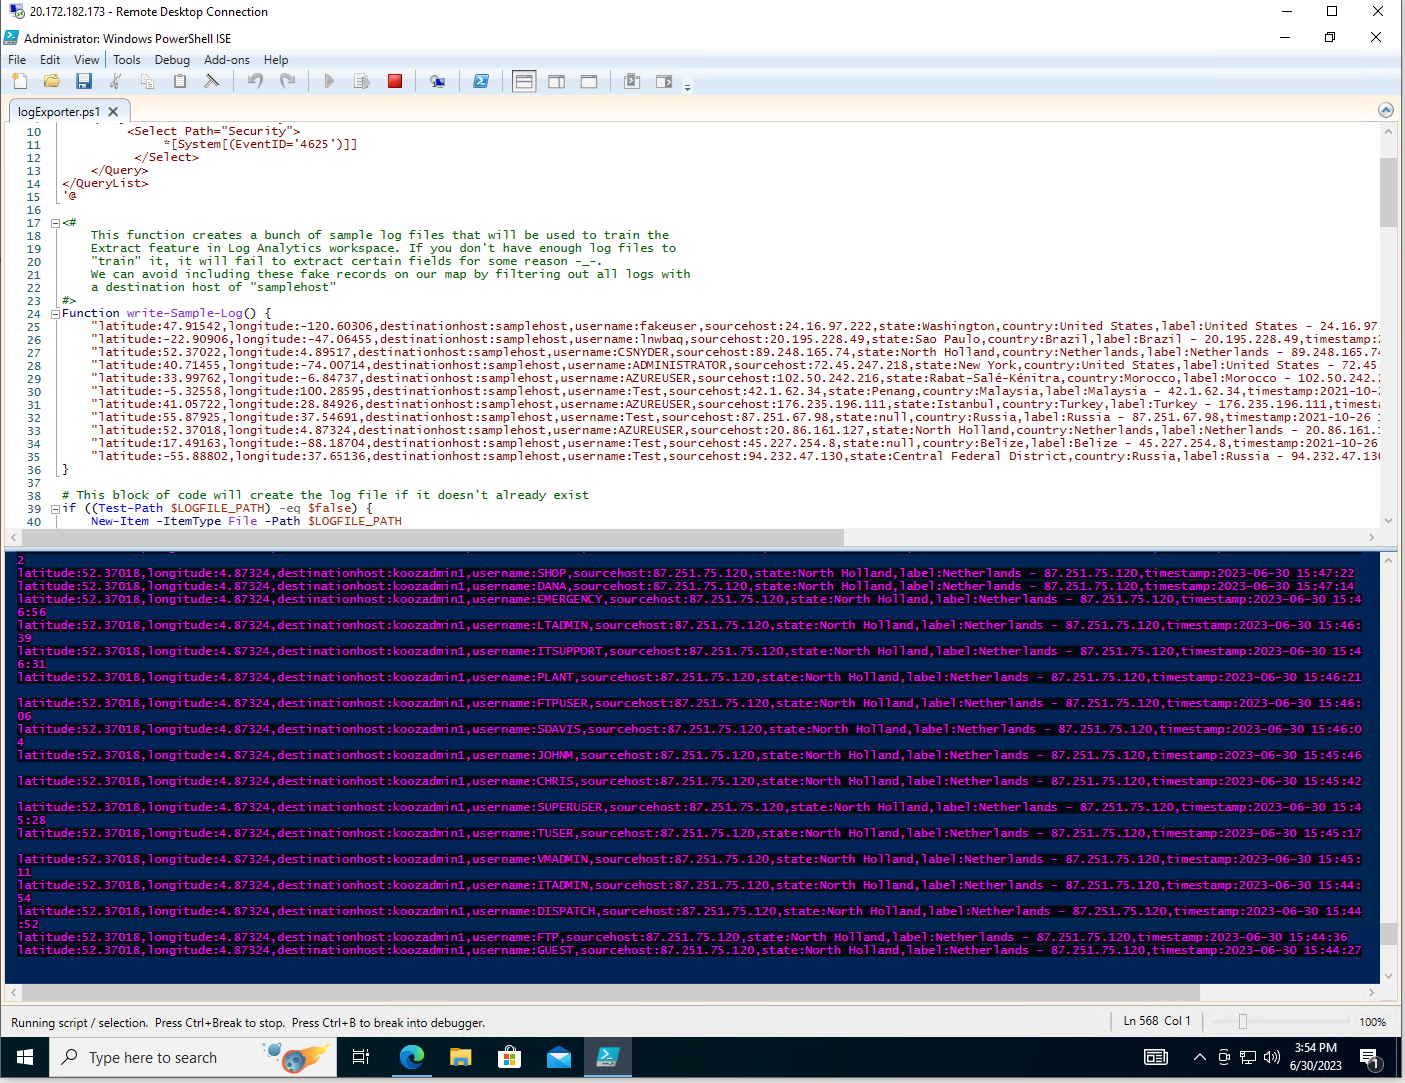 20.172.182.173 - Remote Desktop Connection
Administrator: Windows PowerShell ISE
File Edit View Tools Debug Add-ons Help
logExporter.ps1
10 <Select Path="Security">
11 *[System[(EventID='4625')]]
12 </Select>
13 </Query>
14 </QueryList>
15 '@
16
17 <#
18 This function creates a bunch of sample log files that will be used to train the
19 Extract feature in Log Analytics workspace. If you don't have enough log files to
20 "train" it, it will fail to extract certain fields for some reason -_-.
21 We can avoid including these fake records on our map by filtering out all logs with
22 a destination host of "samplehost"
23 #>
24 Function write-Sample-Log() {
25 "latitude:47.91542,longitude:-120.60306,destinationhost:samplehost,username:fakeuser,sourcehost:24.16.97.222,state:Washington,country:United States,label:United States - 24.16.97.
26 "latitude:-22.90906,longitude:-47.06455,destinationhost:samplehost,username:lnwbaq,sourcehost:20.195.228.49,state:Sao Paulo,country:Brazil,label:Brazil - 20.195.228.49,timestamp:2
27 "latitude:52.37022,longitude:4.89517,destinationhost:samplehost,username:CSNYDER,sourcehost:89.248.165.74,state:North Holland,country:Netherlands,label:Netherlands - 89.248.165.74
28 "latitude:40.71455,longitude:-74.00714,destinationhost:samplehost,username:ADMINISTRATOR,sourcehost:72.45.247.218,state:New York,country:United States,label:United States - 72.45.
29 "latitude:33.99762,longitude:-6.84737,destinationhost:samplehost,username:AZUREUSER,sourcehost:102.50.242.216,state:Rabat-Salé-Kénitra,country:Morocco,label:Morocco - 102.50.242.2
30 "latitude:-5.32558,longitude:100.28595,destinationhost:samplehost,username:Test,sourcehost:42.1.62.34,state:Penang,country:Malaysia,label:Malaysia - 42.1.62.34,timestamp:2021-10-2
31 "latitude:41.05722,longitude:28.84926,destinationhost:samplehost,username:AZUREUSER,sourcehost:176.235.196.111,state:Istanbul,country:Turkey,label:Turkey - 176.235.196.111,timesta
32 "latitude:55.87925,longitude:37.54691,destinationhost:samplehost,username:Test,sourcehost:87.251.67.98,state:null,country:Russia,label:Russia - 87.251.67.98,timestamp:2021-10-26
33 "latitude:52.37018,longitude:4.87324,destinationhost:samplehost,username:AZUREUSER,sourcehost:20.86.161.127,state:North Holland,country:Netherlands,label:Netherlands - 20.86.161.1
34 "latitude:17.49163,longitude:-88.18704,destinationhost:samplehost,username:Test,sourcehost:45.227.254.8,state:null,country:Belize,label:Belize - 45.227.254.8,timestamp:2021-10-26
35 "latitude:-55.88802,longitude:37.65136,destinationhost:samplehost,username:Test,sourcehost:94.232.47.130,state:Central Federal District,country:Russia,label:Russia - 94.232.47.130
36 }
37
38 # This block of code will create the log file if it doesn't already exist
39 if ((Test-Path $LOGFILE_PATH) -eq $false) {
40 New-Item -ItemType File -Path $LOGFILE_PATH
2
latitude:52.37018,longitude:4.87324,destinationhost:koozadmin1,username:SHOP,sourcehost:87.251.75.120,state:North Holland,label:Netherlands - 87.251.75.120,timestamp:2023-06-30 15:47:22
latitude:52.37018,longitude:4.87324,destinationhost:koozadmin1,username:DANA,sourcehost:87.251.75.120,state:North Holland,label:Netherlands - 87.251.75.120,timestamp:2023-06-30 15:47:14
latitude:52.37018,longitude:4.87324,destinationhost:koozadmin1,username:EMERGENCY,sourcehost:87.251.75.120,state:North Holland,label:Netherlands - 87.251.75.120,timestamp:2023-06-30 15:4
6:56
latitude:52.37018,longitude:4.87324,destinationhost:koozadmin1,username:LTADMIN,sourcehost:87.251.75.120,state:North Holland,label:Netherlands - 87.251.75.120,timestamp:2023-06-30 15:46:
39
latitude:52.37018,longitude:4.87324,destinationhost:koozadmin1,username:ITSUPPORT,sourcehost:87.251.75.120,state:North Holland,label:Netherlands - 87.251.75.120,timestamp:2023-06-30 15:4
6:31
latitude:52.37018,longitude:4.87324,destinationhost:koozadmin1,username:PLANT,sourcehost:87.251.75.120,state:North Holland,label:Netherlands - 87.251.75.120,timestamp:2023-06-30 15:46:21
latitude:52.37018,longitude:4.87324,destinationhost:koozadmin1,username:FTPUSER,sourcehost:87.251.75.120,state:North Holland,label:Netherlands - 87.251.75.120,timestamp:2023-06-30 15:46:
06
latitude:52.37018,longitude:4.87324,destinationhost:koozadmin1,username:SDAVIS,sourcehost:87.251.75.120,state:North Holland,label:Netherlands - 87.251.75.120,timestamp:2023-06-30 15:46:0
4
latitude:52.37018,longitude:4.87324,destinationhost:koozadmin1,username:JOHNM,sourcehost:87.251.75.120,state:North Holland,label:Netherlands - 87.251.75.120,timestamp:2023-06-30 15:45:46
latitude:52.37018,longitude:4.87324,destinationhost:koozadmin1,username:CHRIS,sourcehost:87.251.75.120,state:North Holland,label:Netherlands - 87.251.75.120,timestamp:2023-06-30 15:45:42
latitude:52.37018,longitude:4.87324,destinationhost:koozadmin1,username:SUPERUSER,sourcehost:87.251.75.120,state:North Holland,label:Netherlands - 87.251.75.120,timestamp:2023-06-30 15:4
5:28
latitude:52.37018,longitude:4.87324,destinationhost:koozadmin1,username:TUSER,sourcehost:87.251.75.120,state:North Holland,label:Netherlands - 87.251.75.120,timestamp:2023-06-30 15:45:17
latitude:52.37018,longitude:4.87324,destinationhost:koozadmin1,username:VMADMIN,sourcehost:87.251.75.120,state:North Holland,label:Netherlands - 87.251.75.120,timestamp:2023-06-30 15:45:
11
latitude:52.37018,longitude:4.87324,destinationhost:koozadmin1,username:ITADMIN,sourcehost:87.251.75.120,state:North Holland,label:Netherlands - 87.251.75.120,timestamp:2023-06-30 15:44:
54
latitude:52.37018,longitude:4.87324,destinationhost:koozadmin1,username:DISPATCH,sourcehost:87.251.75.120,state:North Holland,label:Netherlands - 87.251.75.120,timestamp:2023-06-30 15:44
:52
latitude:52.37018,longitude:4.87324,destinationhost:koozadmin1,username:FTP,sourcehost:87.251.75.120,state:North Holland,label:Netherlands - 87.251.75.120,timestamp:2023-06-30 15:44:36
latitude:52.37018,longitude:4.87324,destinationhost:koozadmin1,username:GUEST,sourcehost:87.251.75.120,state:North Holland,label:Netherlands - 87.251.75.120,timestamp:2023-06-30 15:44:27
Running script / selection. Press Ctrl+Break to stop. Press Ctrl+B to break into debugger.
Ln 568 Col 1
100%
Type here to search
3:54 PM
6/30/2023
1